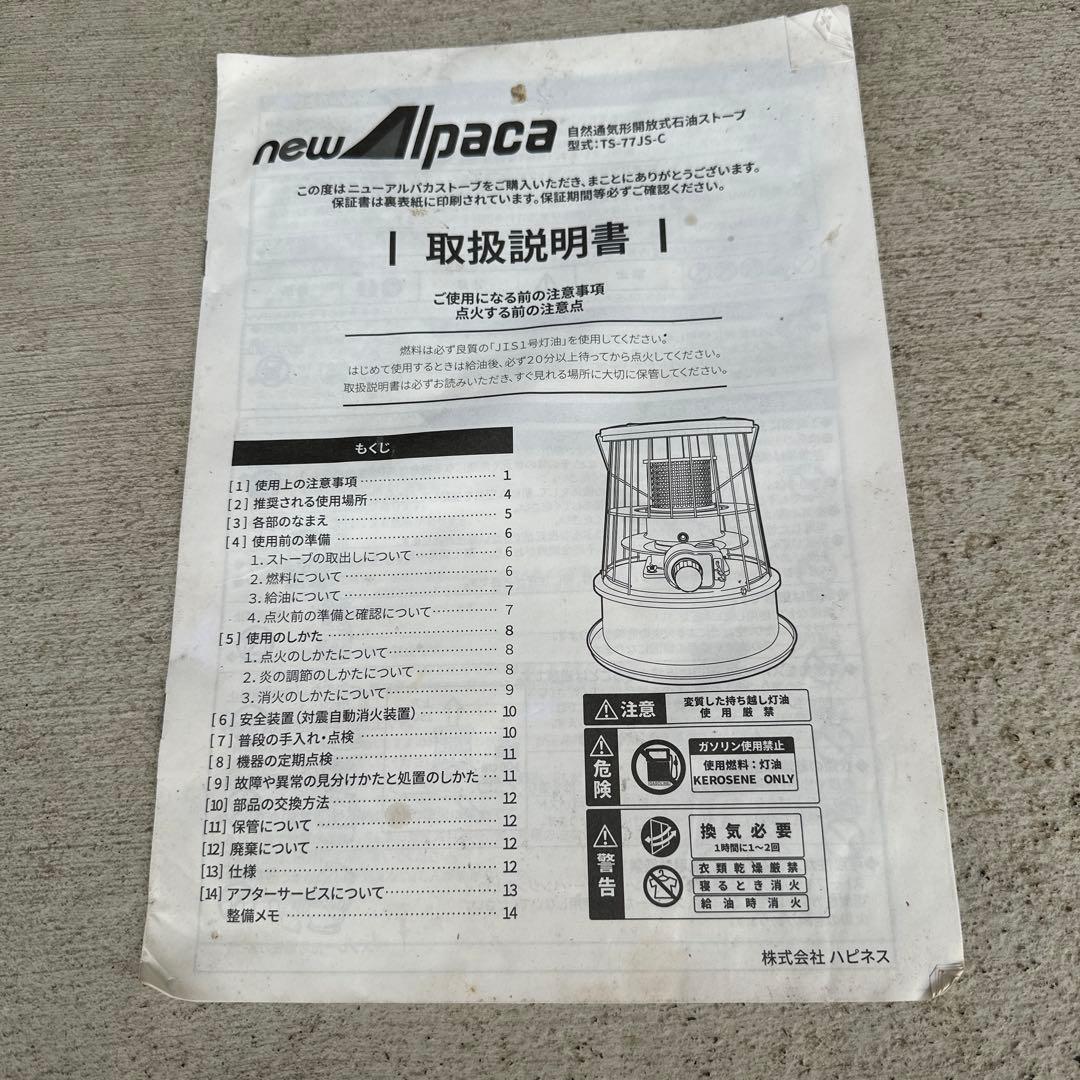 new Alpaca
自然通気形開放式石油ストーブ
型式:TS-77JS-C
この度はニューアルパカストーブをご購入いただき、まことにありがとうございます。
保証書は裏表紙に印刷されています。保証期間等必ずご確認ください。
取扱説明書
ご使用になる前の注意事項
点火する前の注意点
燃料は必ず良質の「JIS1号灯油」を使用してください。
はじめて使用するときは給油後、必ず20分以上待ってから点火してください。
取扱説明書は必ずお読みいただき、すぐ見れる場所に大切に保管してください。
もくじ
[1] 使用上の注意事項 1
[2] 推奨される使用場所 4
[3] 各部のなまえ 5
[4] 使用前の準備 6
1.ストーブの取出しについて 6
2.燃料について 6
3.給油について 7
4.点火前の準備と確認について 7
[5] 使用のしかた 8
1.点火のしかたについて 8
2.炎の調節のしかたについて 8
3.消火のしかたについて 9
[6] 安全装置(対震自動消火装置) 10
[7] 普段の手入れ・点検 10
[8] 機器の定期点検 11
[9] 故障や異常の見分けかたと処置のしかた 11
[10] 部品の交換方法 12
[11] 保管について 12
[12] 廃棄について 12
[13] 仕様 12
[14] アフターサービスについて 13
整備メモ 14
注意
変質した持ち越し灯油
使用厳禁
危険
ガソリン使用禁止
使用燃料:灯油
KEROSENE ONLY
警告
換気必要
1時間に1〜2回
衣類乾燥厳禁
寝るとき消火
給油時消火
株式会社 ハピネス